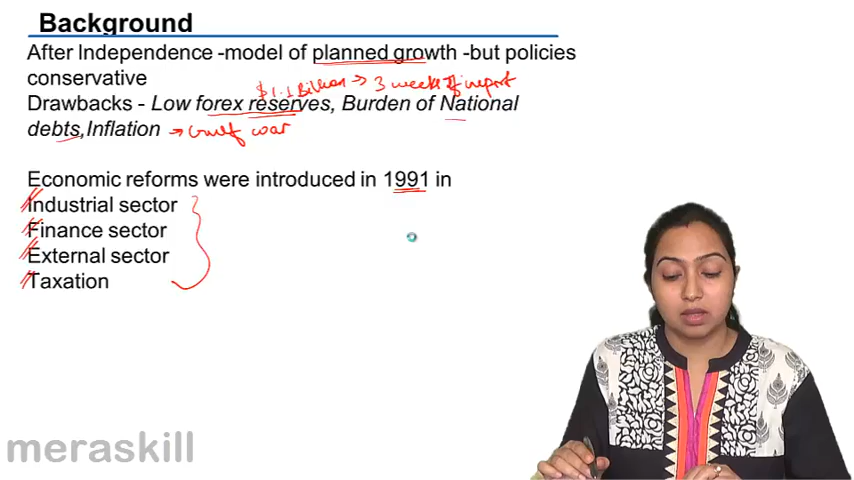 Background
After Independence -model of planned growth -but policies
conservative
$1.1 Billion → 3 weeks of import
Drawbacks - Low forex reserves, Burden of National
debts,Inflation → Gulf war
Economic reforms were introduced in 1991 in
Industrial sector
Finance sector
External sector
Taxation
meraskill